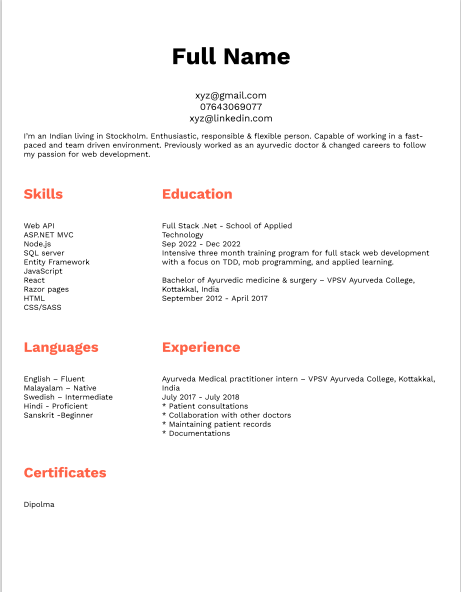 Full Name
xyz@gmail.com
07643069077
xyz@linkedin.com
I'm an Indian living in Stockholm. Enthusiastic, responsible & flexible person. Capable of working in a fast-
paced and team driven environment. Previously worked as an ayurvedic doctor & changed careers to follow
my passion for web development.
Skills
Web API
ASP.NET MVC
Node.js
SQL server
Entity Framework
JavaScript
React
Razor pages
HTML
CSS/SASS
Education
Full Stack .Net - School of Applied
Technology
Sep 2022 - Dec 2022
Intensive three month training program for full stack web development
with a focus on TDD, mob programming, and applied learning.
Bachelor of Ayurvedic medicine & surgery – VPSV Ayurveda College,
Kottakkal, India
September 2012 - April 2017
Languages
English – Fluent
Malayalam – Native
Swedish – Intermediate
Hindi - Proficient
Sanskrit -Beginner
Experience
Ayurveda Medical practitioner intern – VPSV Ayurveda College, Kottakkal,
India
July 2017 - July 2018
* Patient consultations
* Collaboration with other doctors
* Maintaining patient records
* Documentations
Certificates
Dipolma